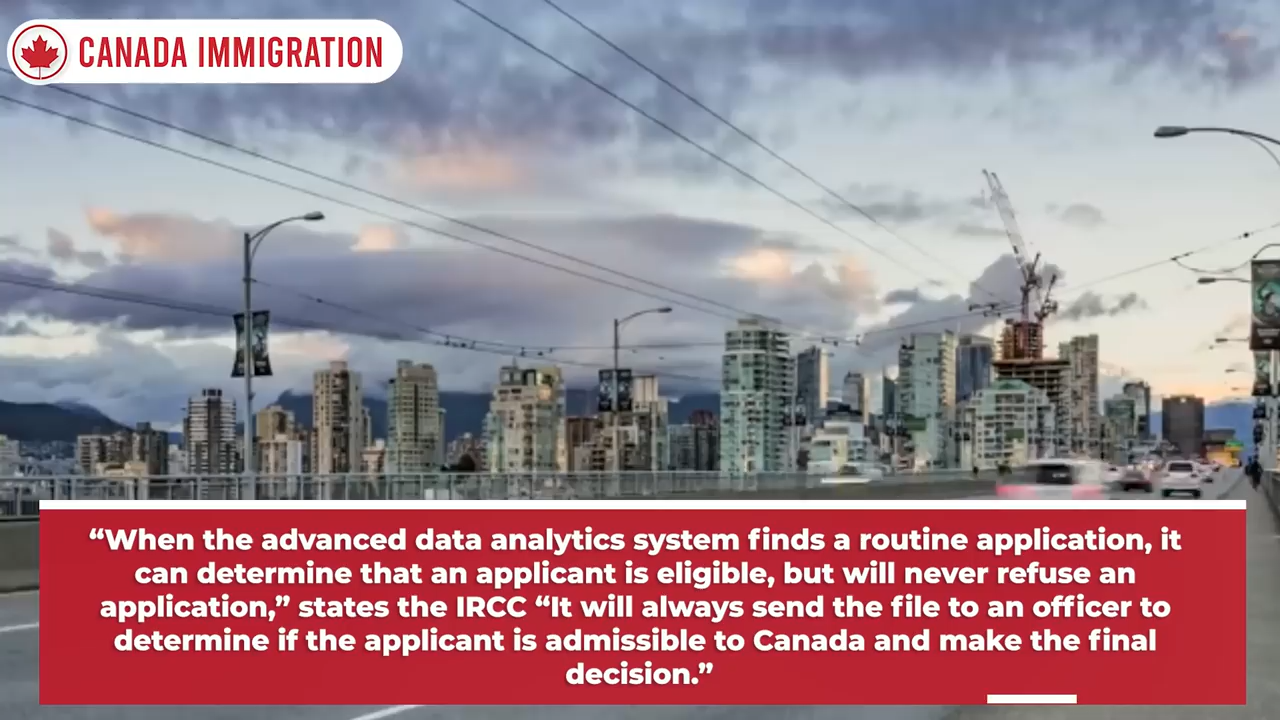 CANADA IMMIGRATION
“When the advanced data analytics system finds a routine application, it
can determine that an applicant is eligible, but will never refuse an
application,” states the IRCC “It will always send the file to an officer to
determine if the applicant is admissible to Canada and make the final
decision.”